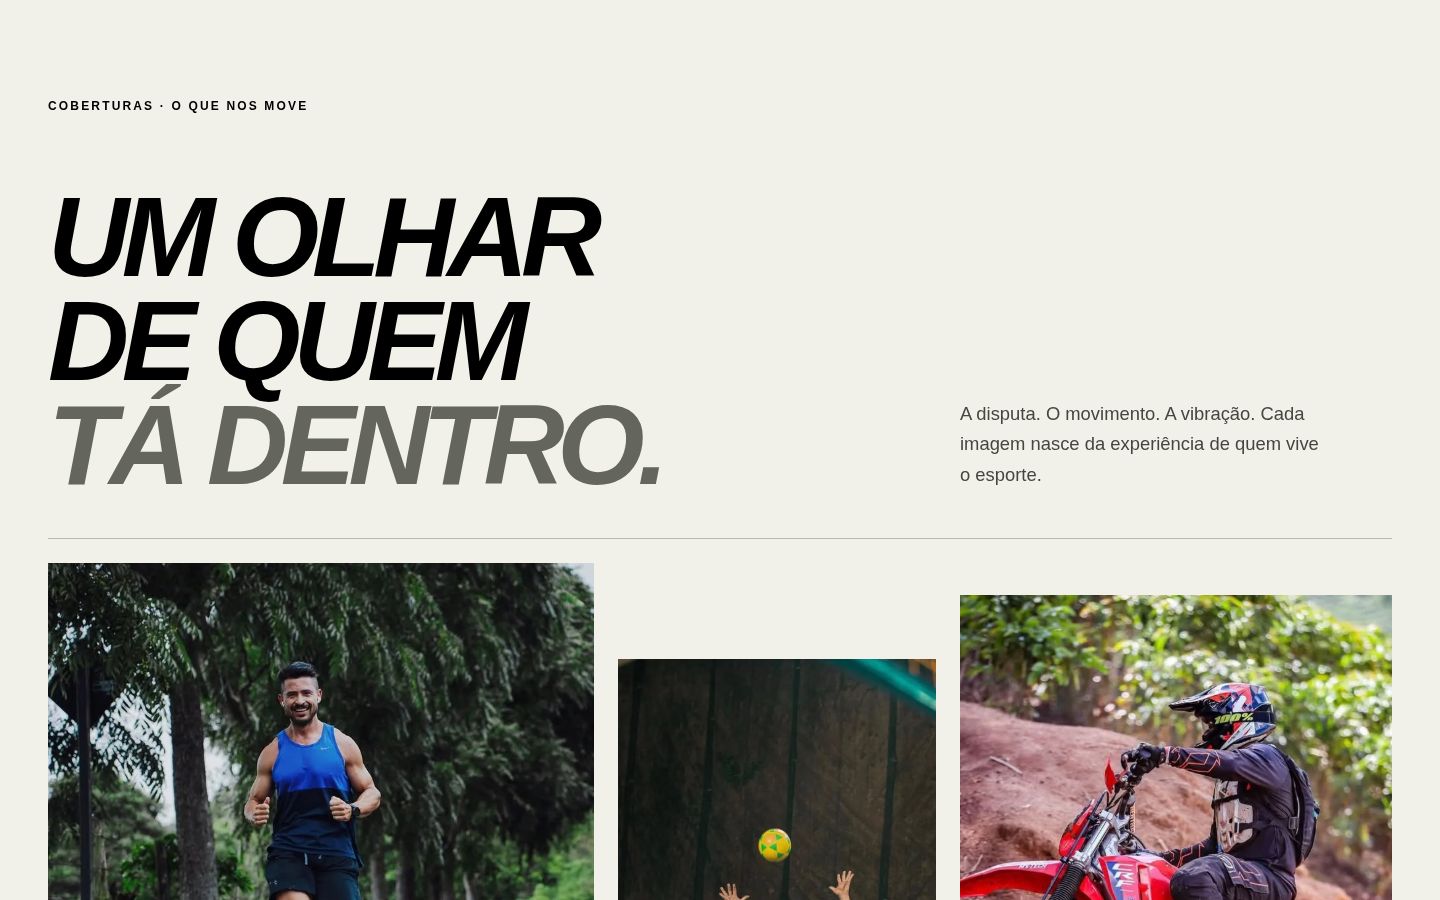 COBERTURAS · O QUE NOS MOVE
UM OLHAR
DE QUEM
TÁ DENTRO.
A disputa. O movimento. A vibração. Cada
imagem nasce da experiência de quem vive
o esporte.
100%